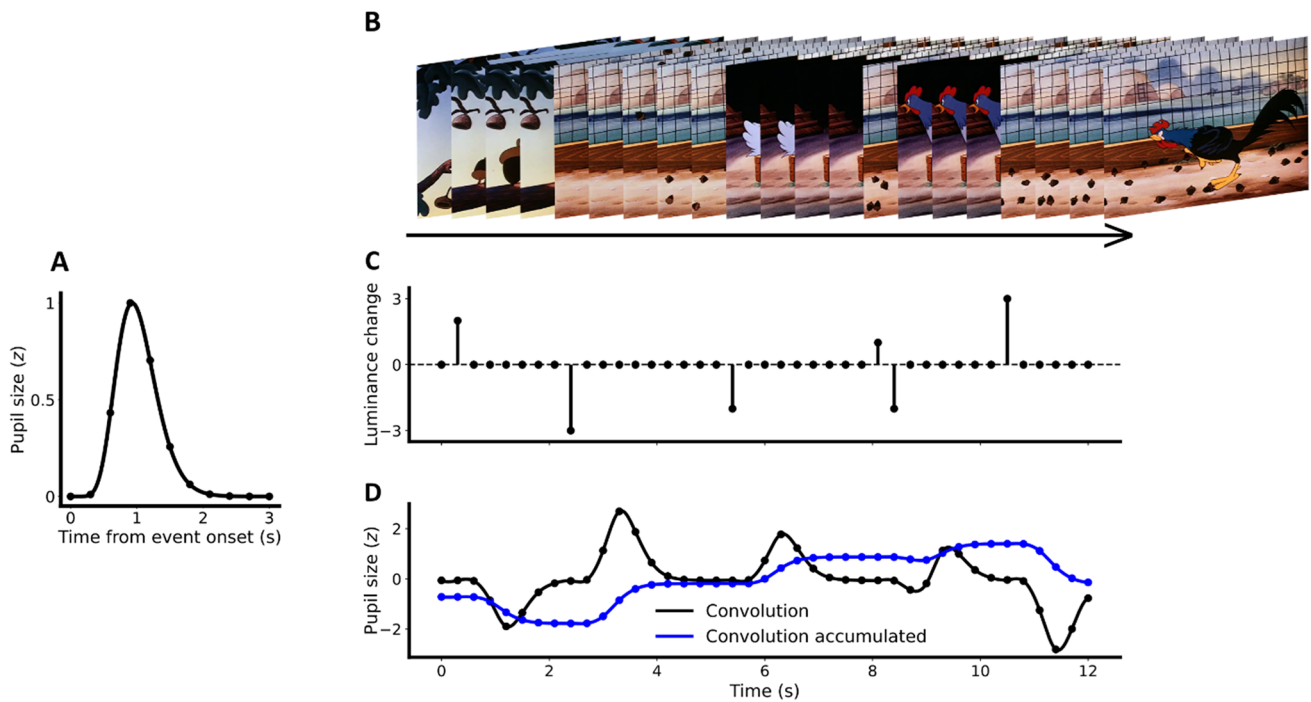 B
A
Pupil size (z)
1
0.5
0
0 1 2 3
Time from event onset (s)
C
Luminance change
3
0
−3
D
Pupil size (z)
2
0
−2
Convolution
Convolution accumulated
0 2 4 6 8 10 12
Time (s)